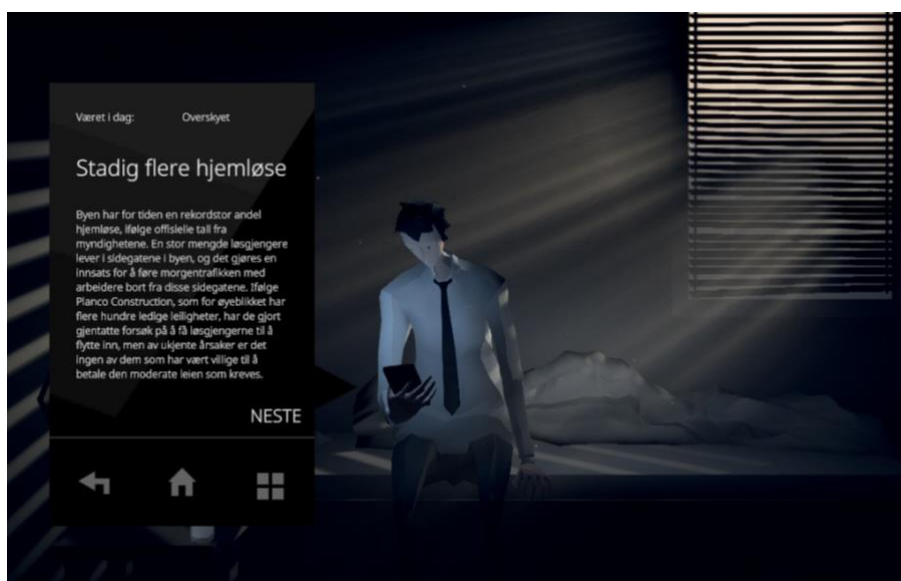 Været i dag: Overskyet
Stadig flere hjemløse
Byen har for tiden en rekordstor andel
hjemløse, ifølge offisielle tall fra
myndighetene. En stor mengde løsgjengere
lever i sidegatene i byen, og det gjøres en
innsats for å føre morgentrafikken med
arbeidere bort fra disse sidegatene. Ifølge
Planco Construction, som for øyeblikket har
flere hundre ledige leiligheter, har de gjort
gjentatte forsøk på å få løsgjengerne til å
flytte inn, men av ukjente årsaker er det
ingen av dem som har vært villige til å
betale den moderate leien som kreves.
NESTE